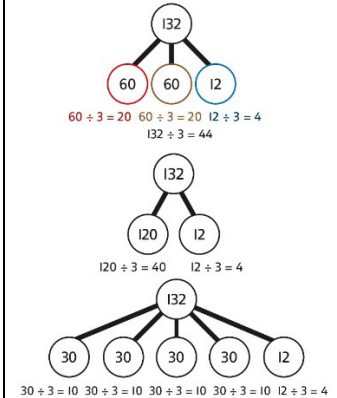 132
60 60 12
60 ÷ 3 = 20 60 ÷ 3 = 20 12 ÷ 3 = 4
132 ÷ 3 = 44
132
120 12
120 ÷ 3 = 40 12 ÷ 3 = 4
132
30 30 30 30 12
30 ÷ 3 = 10 30 ÷ 3 = 10 30 ÷ 3 = 10 30 ÷ 3 = 10 12 ÷ 3 = 4